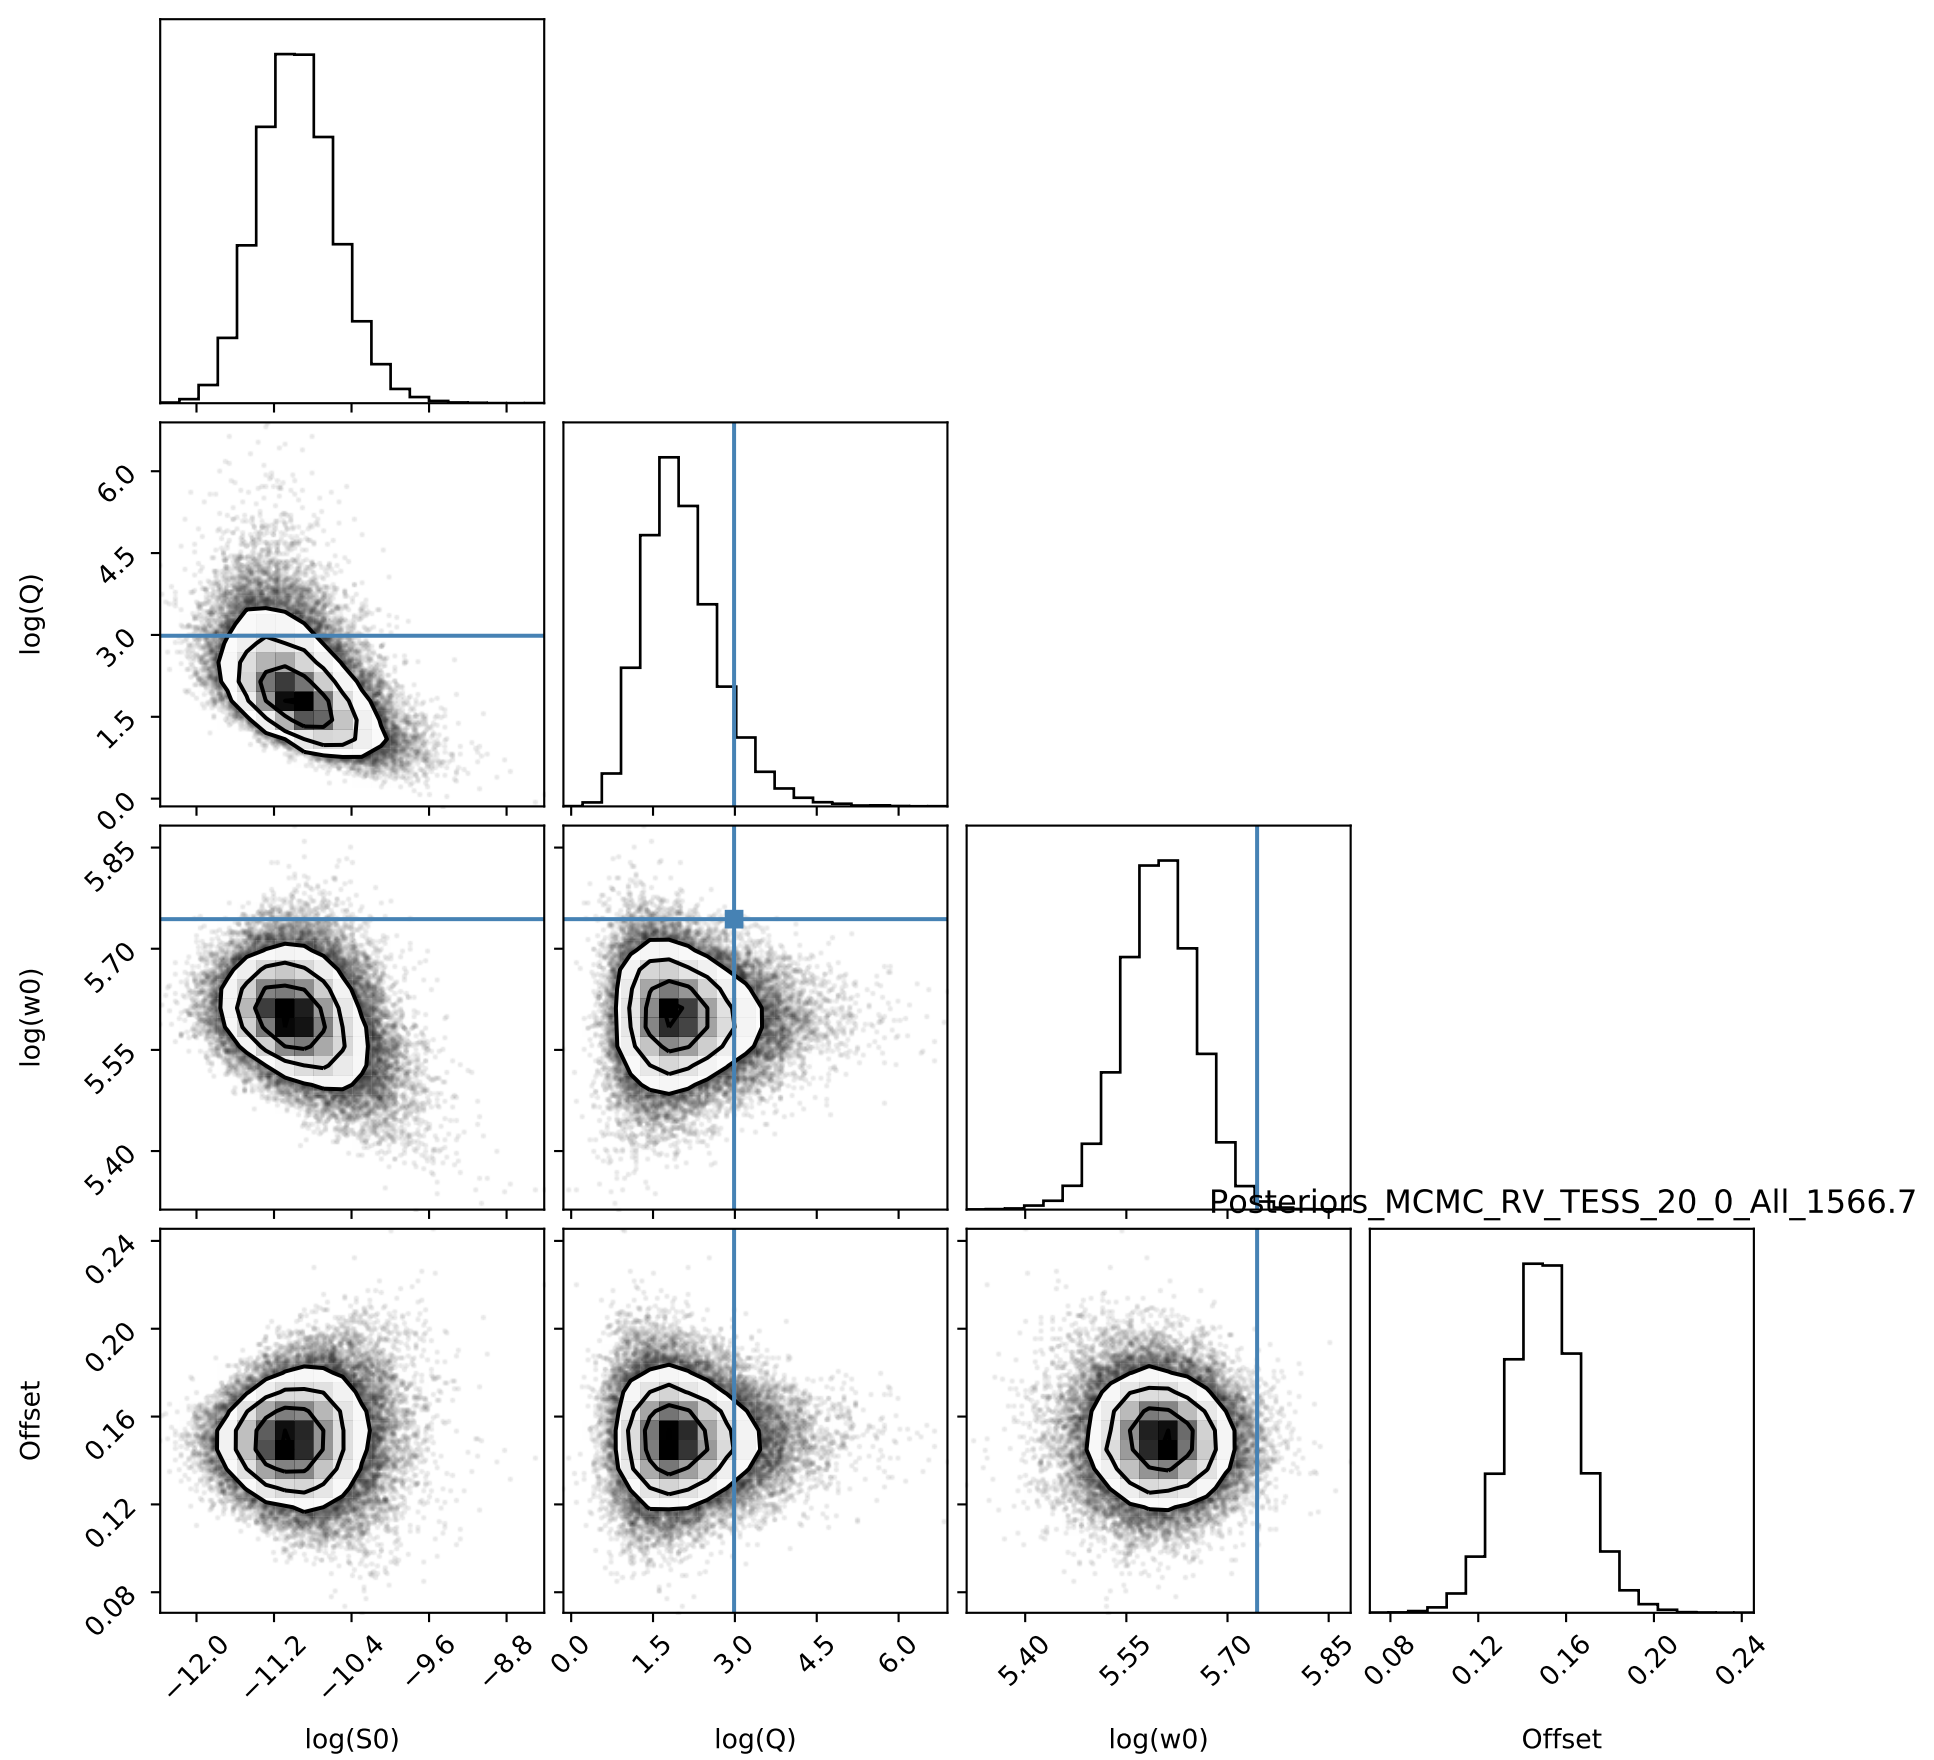 6.0
4.5
3.0
1.5
0.0
log(Q)
5.85
5.70
5.55
5.40
log(w0)
Posteriors_MCMC_RV_TESS_20_0_All_1566.7
0.24
0.20
0.16
0.12
0.08
Offset
−12.0 −11.2 −10.4 −9.6 −8.8 0.0 1.5 3.0 4.5 6.0 5.40 5.55 5.70 5.85 0.08 0.12 0.16 0.20 0.24
log(S0) log(Q) log(w0) Offset